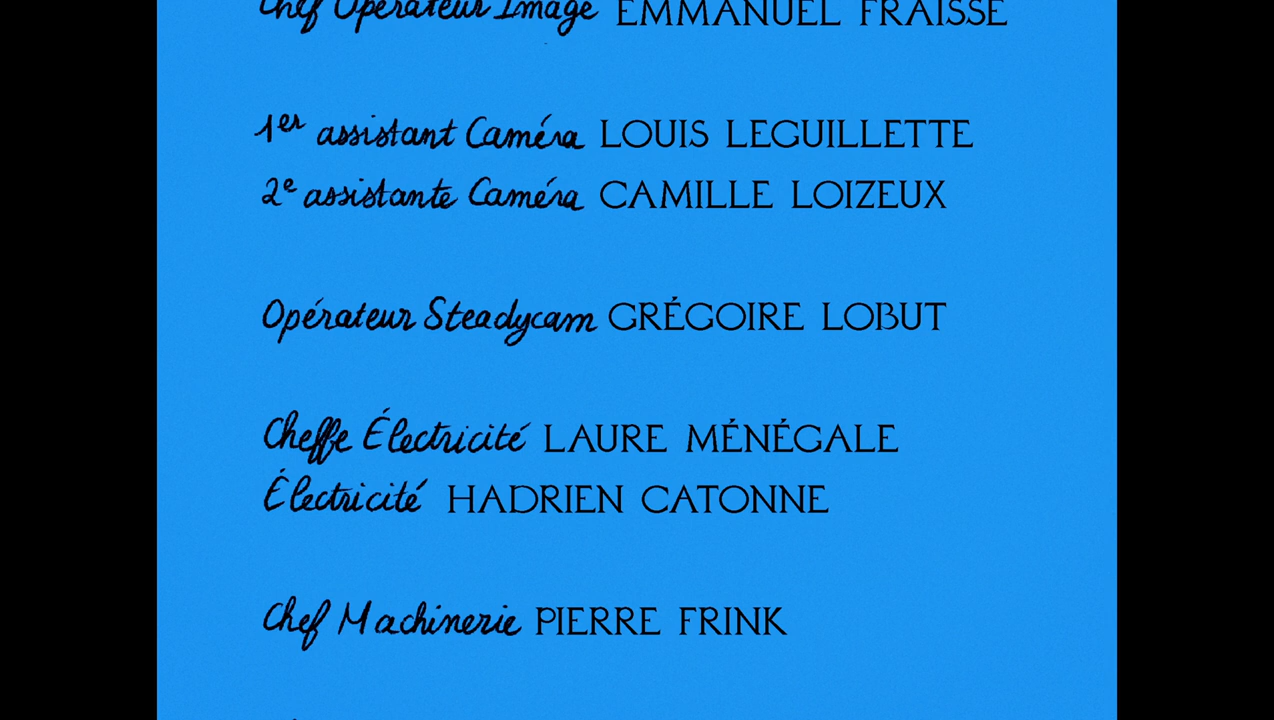 Chef Opérateur Image EMMANUEL FRAISSE
1er assistant Caméra LOUIS LEGUILLETTE
2e assistante Caméra CAMILLE LOIZEUX
Opérateur Steadycam GRÉGOIRE LOBUT
Cheffe Électricité LAURE MÉNÉGALE
Électricité HADRIEN CATONNE
Chef Machinerie PIERRE FRINK